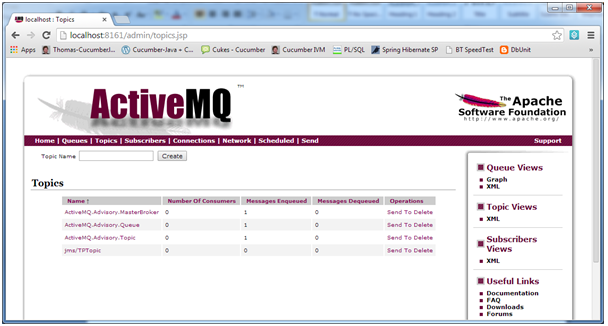 localhost : Topics
localhost:8161/admin/topics.jsp
Apps Thomas-CucumberJ... Cucumber-Java + C... Cukes - Cucumber Cucumber JVM PL/SQL Spring Hibernate SP BT SpeedTest DbUnit
ActiveMQ™
The Apache
Software Foundation
http://www.apache.org/
Home | Queues | Topics | Subscribers | Connections | Network | Scheduled | Send Support
Topic Name Create
Topics
Name ↑ Number Of Consumers Messages Enqueued Messages Dequeued Operations
ActiveMQ.Advisory.MasterBroker 0 1 0 Send To Delete
ActiveMQ.Advisory.Queue 0 1 0 Send To Delete
ActiveMQ.Advisory.Topic 0 1 0 Send To Delete
jms/TPTopic 0 0 0 Send To Delete
Queue Views
Graph
XML
Topic Views
XML
Subscribers
Views
XML
Useful Links
Documentation
FAQ
Downloads
Forums